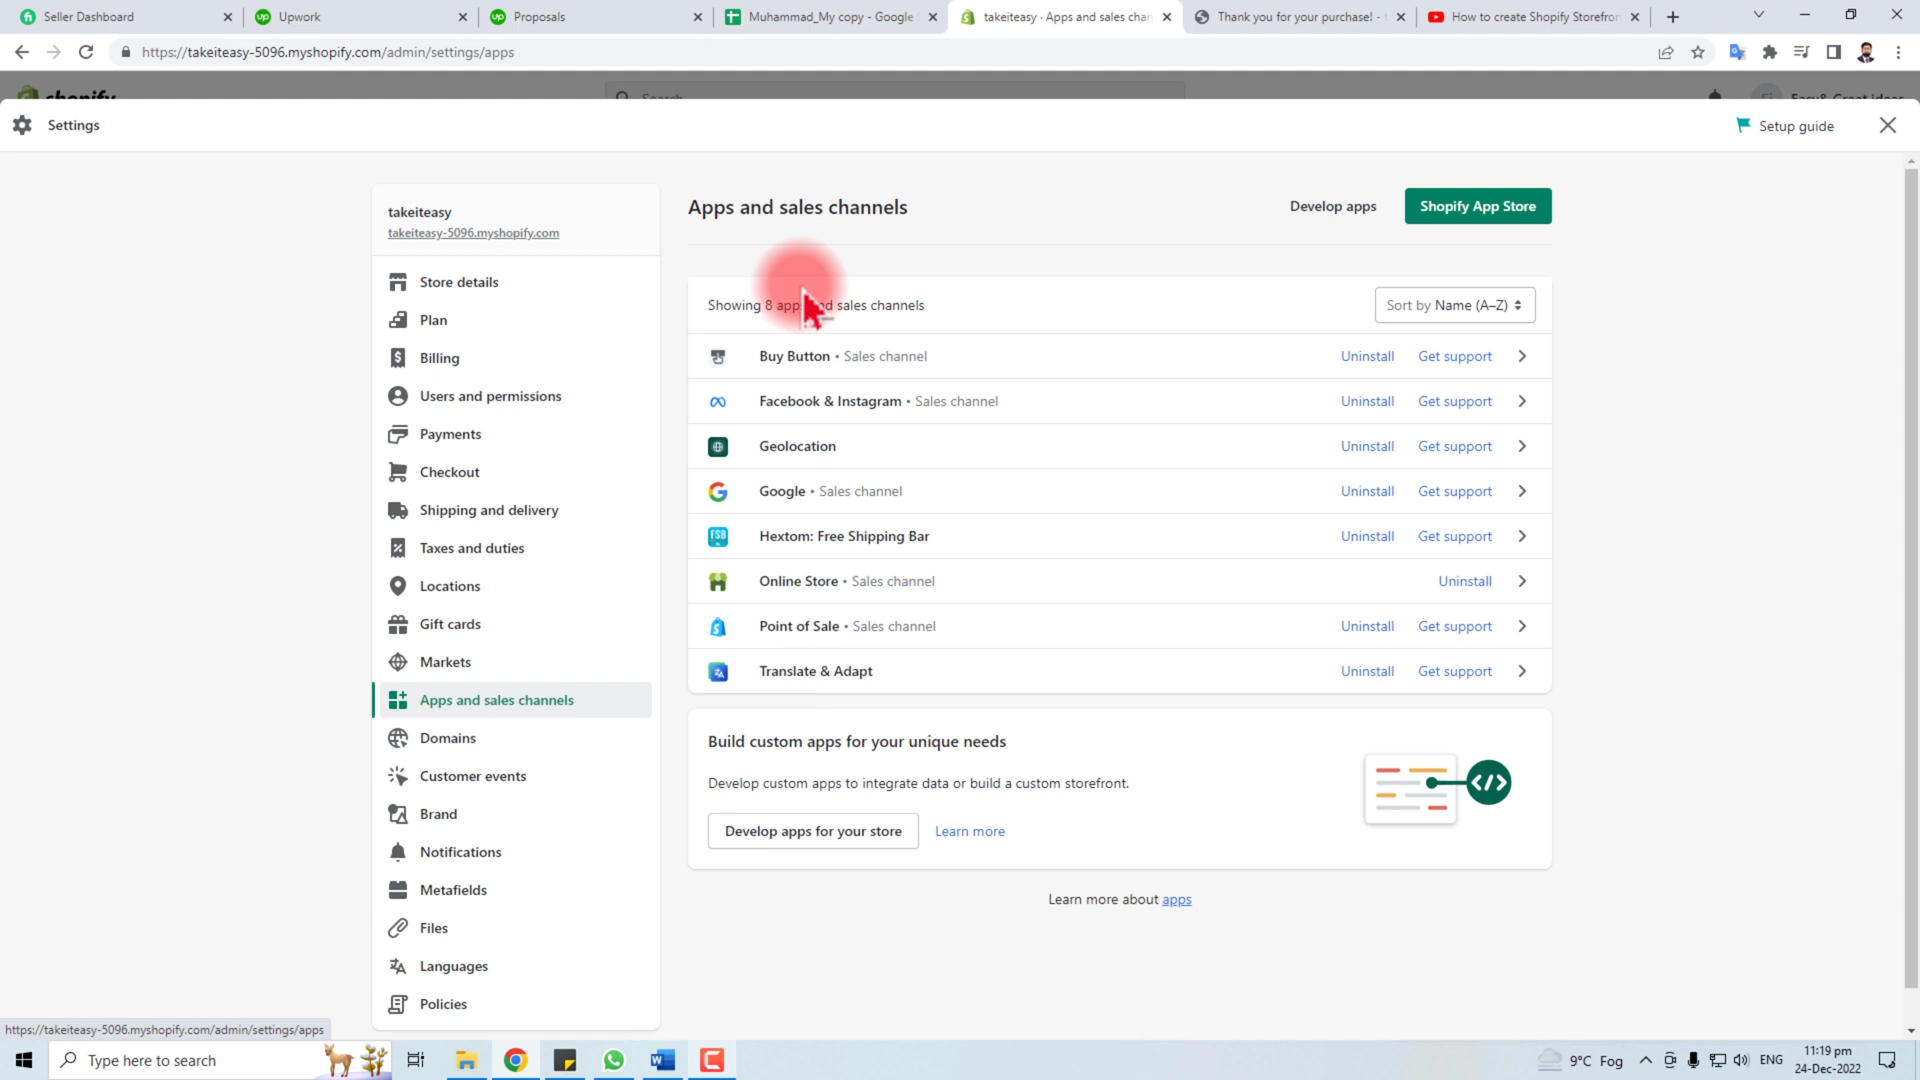 Seller Dashboard
Upwork
Proposals
Muhammad_My copy - Google
takeiteasy · Apps and sales chan
Thank you for your purchase! -
How to create Shopify Storefron
https://takeiteasy-5096.myshopify.com/admin/settings/apps
shopify
Search
Easy& Great ideas
Settings
Setup guide
takeiteasy
takeiteasy-5096.myshopify.com
Store details
Plan
Billing
Users and permissions
Payments
Checkout
Shipping and delivery
Taxes and duties
Locations
Gift cards
Markets
Apps and sales channels
Domains
Customer events
Brand
Notifications
Metafields
Files
Languages
Policies
Apps and sales channels
Develop apps
Shopify App Store
Showing 8 apps and sales channels
Sort by Name (A–Z)
Buy Button • Sales channel Uninstall Get support
Facebook & Instagram • Sales channel Uninstall Get support
Geolocation Uninstall Get support
Google • Sales channel Uninstall Get support
FSB Hextom: Free Shipping Bar Uninstall Get support
Online Store • Sales channel Uninstall
Point of Sale • Sales channel Uninstall Get support
Translate & Adapt Uninstall Get support
Build custom apps for your unique needs
Develop custom apps to integrate data or build a custom storefront.
Develop apps for your store Learn more
Learn more about apps
https://takeiteasy-5096.myshopify.com/admin/settings/apps
Type here to search
9°C Fog
ENG
11:19 pm
24-Dec-2022